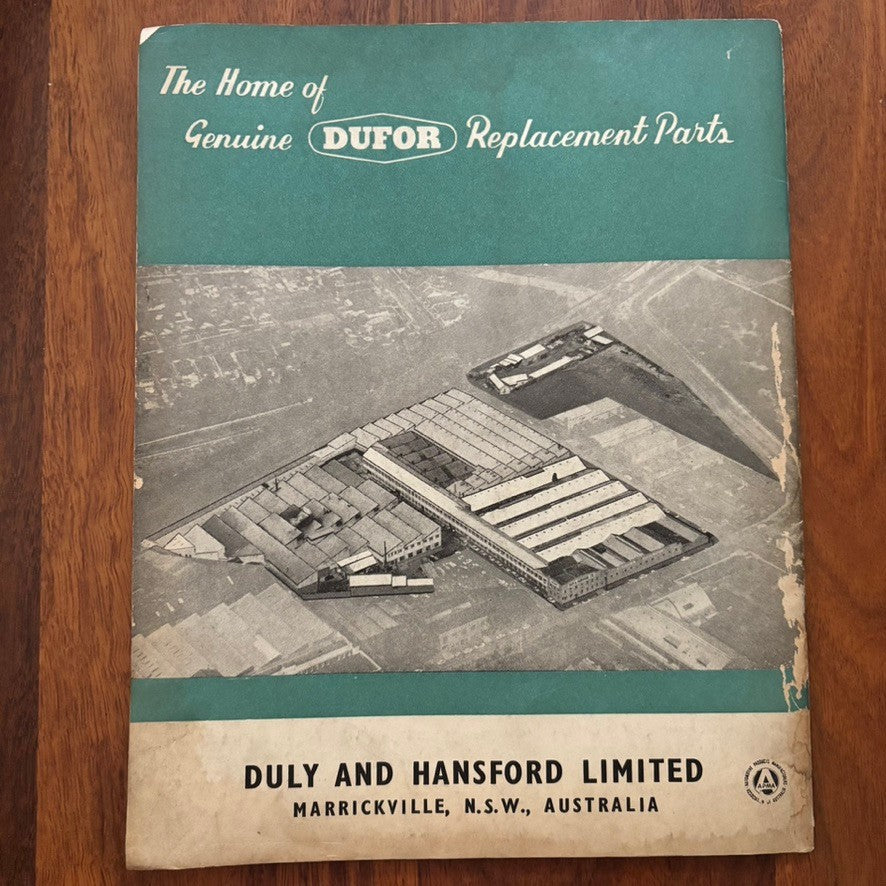 The Home of
Genuine DUFOR Replacement Parts
DULY AND HANSFORD LIMITED
MARRICKVILLE, N.S.W., AUSTRALIA
A.P.M.A